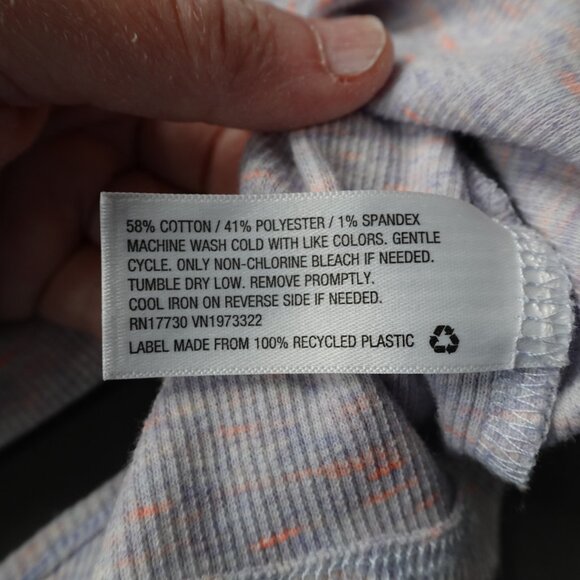 58% COTTON / 41% POLYESTER / 1% SPANDEX
MACHINE WASH COLD WITH LIKE COLORS. GENTLE
CYCLE. ONLY NON-CHLORINE BLEACH IF NEEDED.
TUMBLE DRY LOW. REMOVE PROMPTLY.
COOL IRON ON REVERSE SIDE IF NEEDED.
RN17730 VN1973322
LABEL MADE FROM 100% RECYCLED PLASTIC